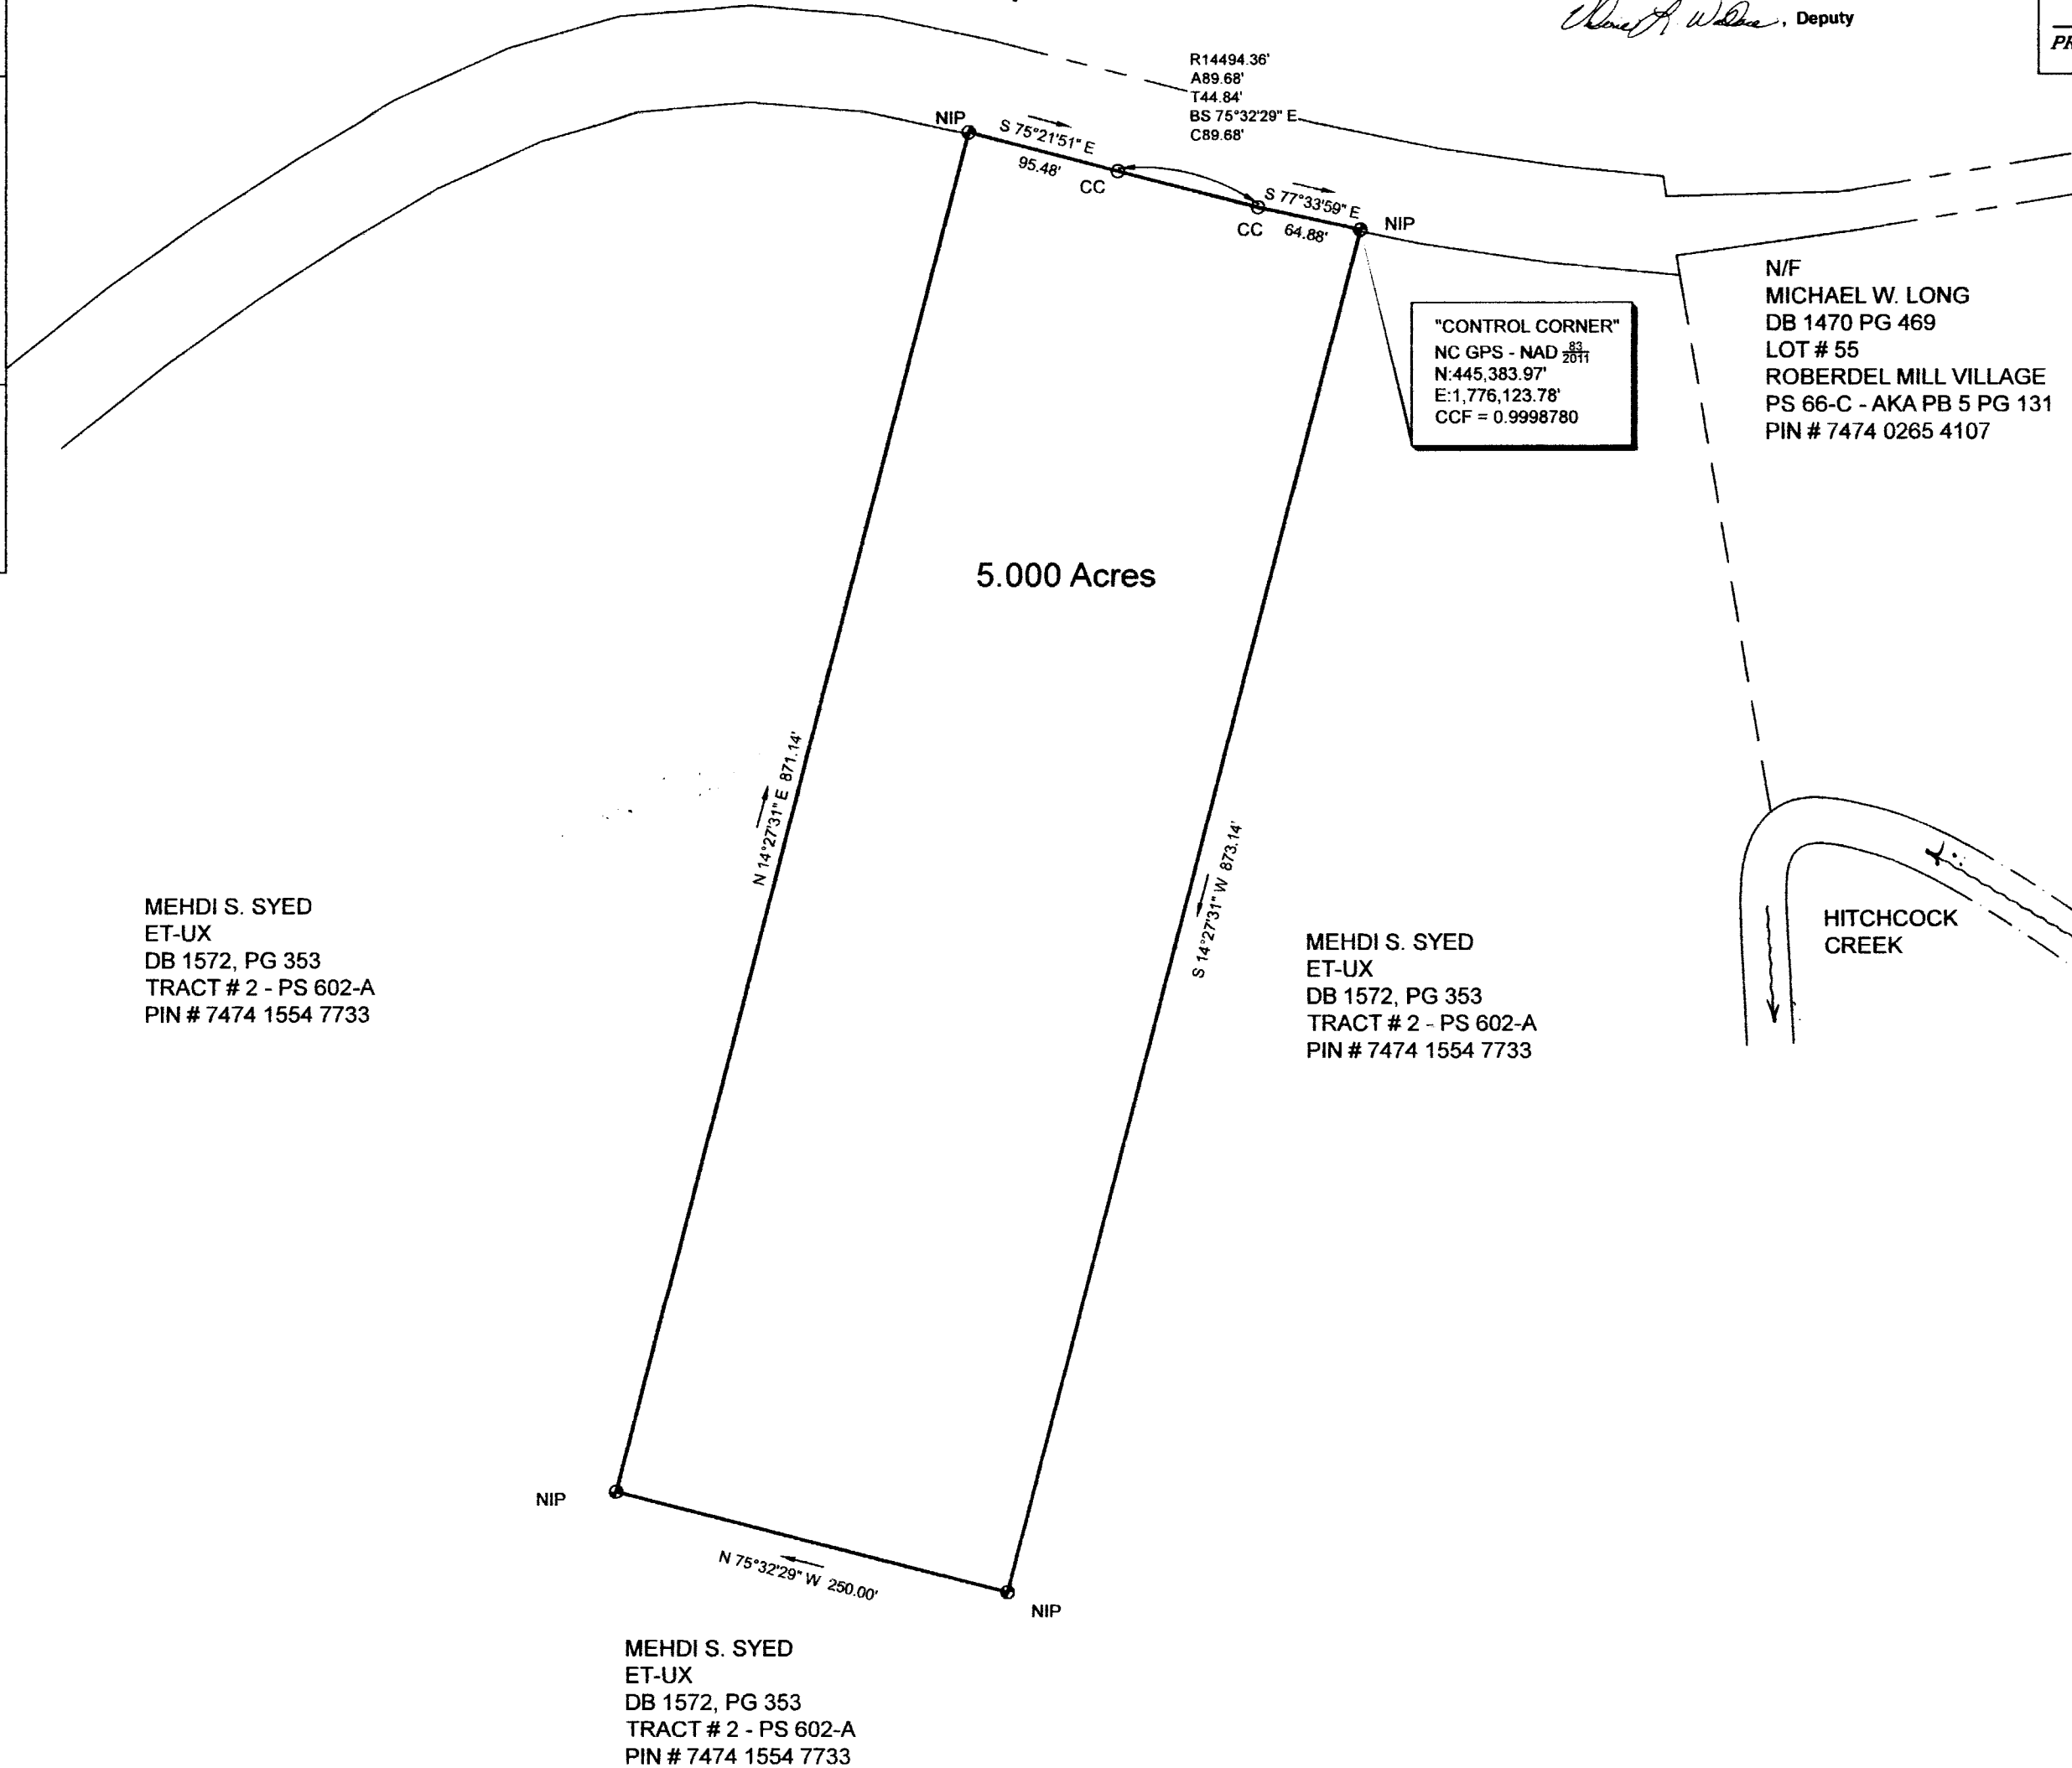 , Deputy
PR
R14494.36'
A89.68'
T44.84'
BS 75°32'29" E
C89.68'
NIP
S 75°21'51" E
95.48'
CC
S 77°33'59" E
CC
64.88'
NIP
"CONTROL CORNER"
NC GPS - NAD 83/2011
N:445,383.97'
E:1,776,123.78'
CCF = 0.9998780
N/F
MICHAEL W. LONG
DB 1470 PG 469
LOT # 55
ROBERDEL MILL VILLAGE
PS 66-C - AKA PB 5 PG 131
PIN # 7474 0265 4107
5.000 Acres
N 14°27'31" E 871.14'
S 14°27'31" W 873.14'
MEHDI S. SYED
ET-UX
DB 1572, PG 353
TRACT # 2 - PS 602-A
PIN # 7474 1554 7733
MEHDI S. SYED
ET-UX
DB 1572, PG 353
TRACT # 2 - PS 602-A
PIN # 7474 1554 7733
HITCHCOCK
CREEK
NIP
N 75°32'29" W 250.00'
NIP
MEHDI S. SYED
ET-UX
DB 1572, PG 353
TRACT # 2 - PS 602-A
PIN # 7474 1554 7733